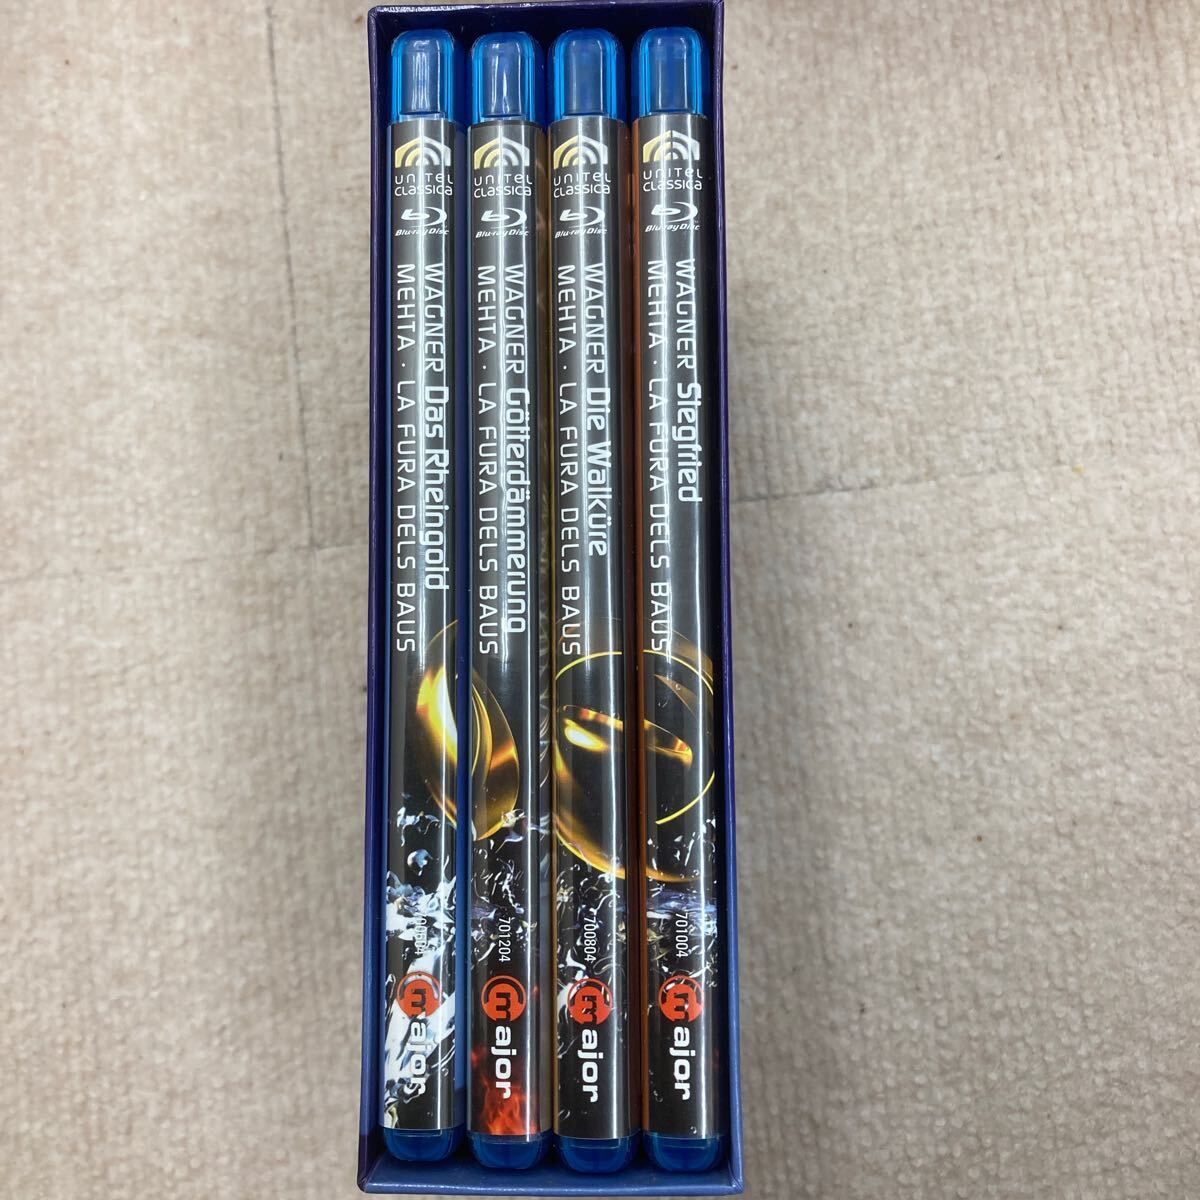 unitel
classica
Blu-ray Disc
WAGNER Das Rheingold
MEHTA · LA FURA DELS BAUS
major
unitel
classica
Blu-ray Disc
WAGNER Götterdämmerung
MEHTA · LA FURA DELS BAUS
701204
major
unitel
classica
Blu-ray Disc
WAGNER Die Walküre
MEHTA · LA FURA DELS BAUS
700804
major
unitel
classica
Blu-ray Disc
WAGNER Siegfried
MEHTA · LA FURA DELS BAUS
701004
major